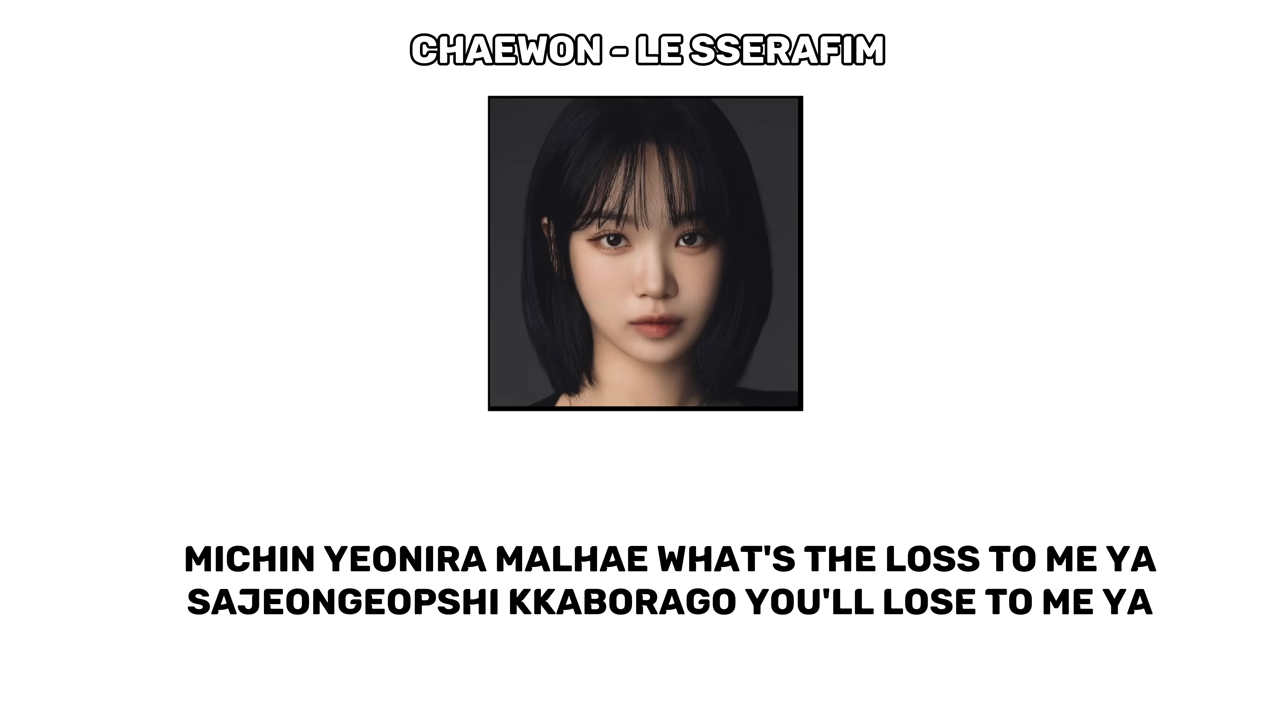 CHAEWON - LE SSERAFIM
MICHIN YEONIRA MALHAE WHAT'S THE LOSS TO ME YA
SAJEONGEOPSHI KKABORAGO YOU'LL LOSE TO ME YA